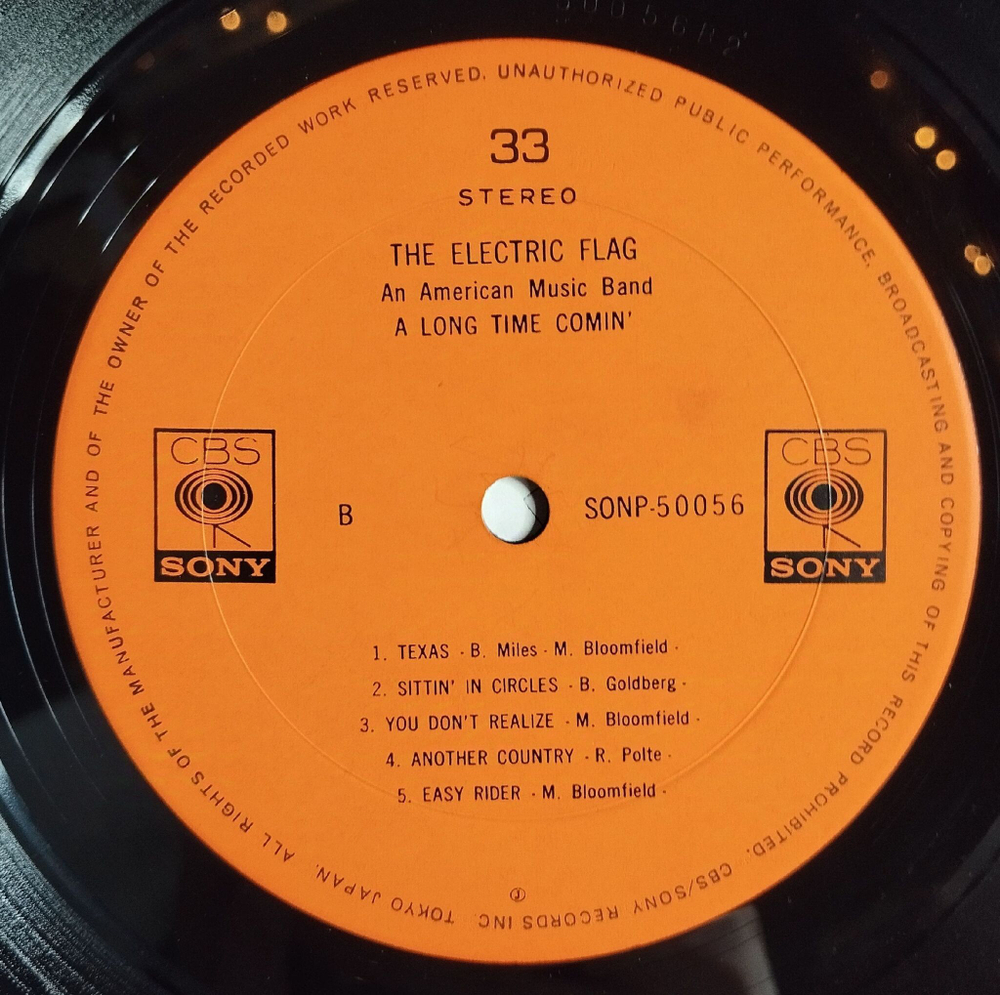 33
STEREO
THE ELECTRIC FLAG
An American Music Band
A LONG TIME COMIN'
CBS
SONY
B
SONP-50056
CBS
SONY
1. TEXAS · B. Miles · M. Bloomfield ·
2. SITTIN' IN CIRCLES · B. Goldberg ·
3. YOU DON'T REALIZE · M. Bloomfield ·
4. ANOTHER COUNTRY · R. Polte ·
5. EASY RIDER · M. Bloomfield ·
ALL RIGHTS OF THE MANUFACTURER AND OF THE OWNER OF THE RECORDED WORK RESERVED. UNAUTHORIZED PUBLIC PERFORMANCE, BROADCASTING AND COPYING OF THIS RECORD PROHIBITED. CBS/SONY RECORDS INC. TOKYO JAPAN.